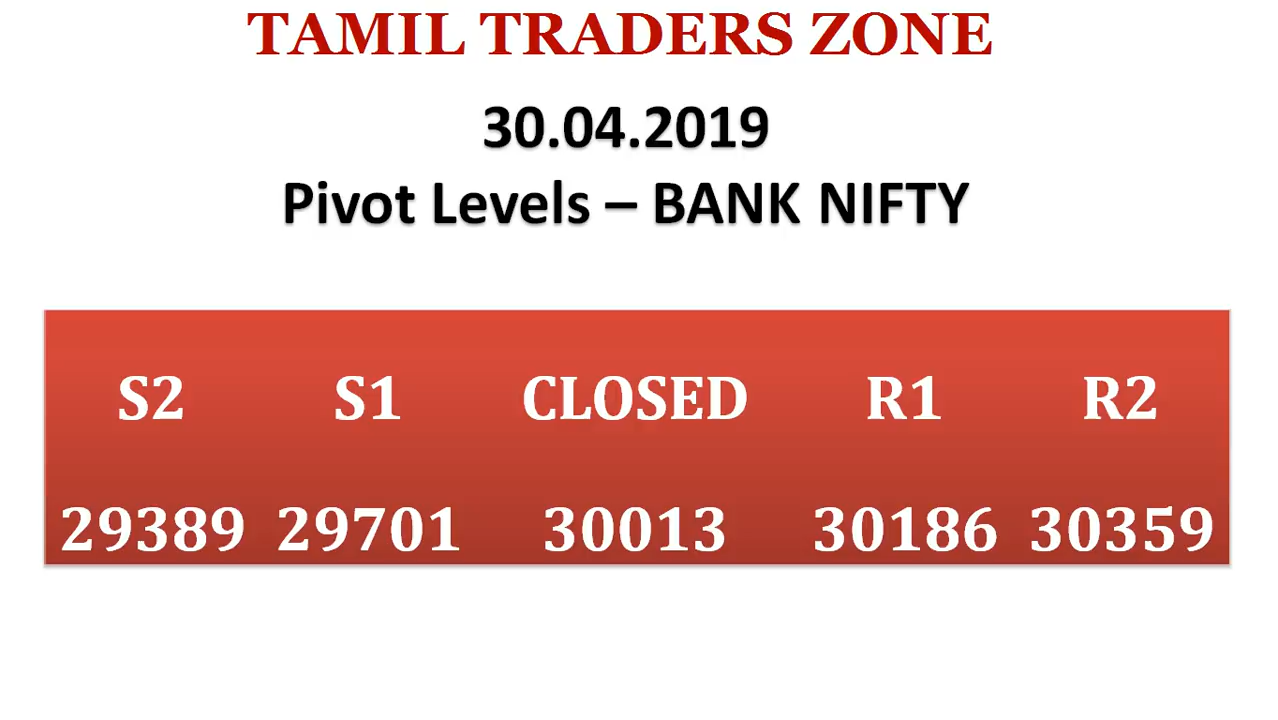 TAMIL TRADERS ZONE
30.04.2019
Pivot Levels – BANK NIFTY
S2 S1 CLOSED R1 R2
29389 29701 30013 30186 30359